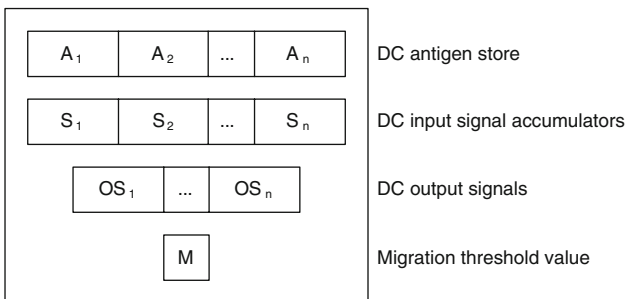 A₁ A₂ ... Aₙ DC antigen store
S₁ S₂ ... Sₙ DC input signal accumulators
OS₁ ... OSₙ DC output signals
M Migration threshold value